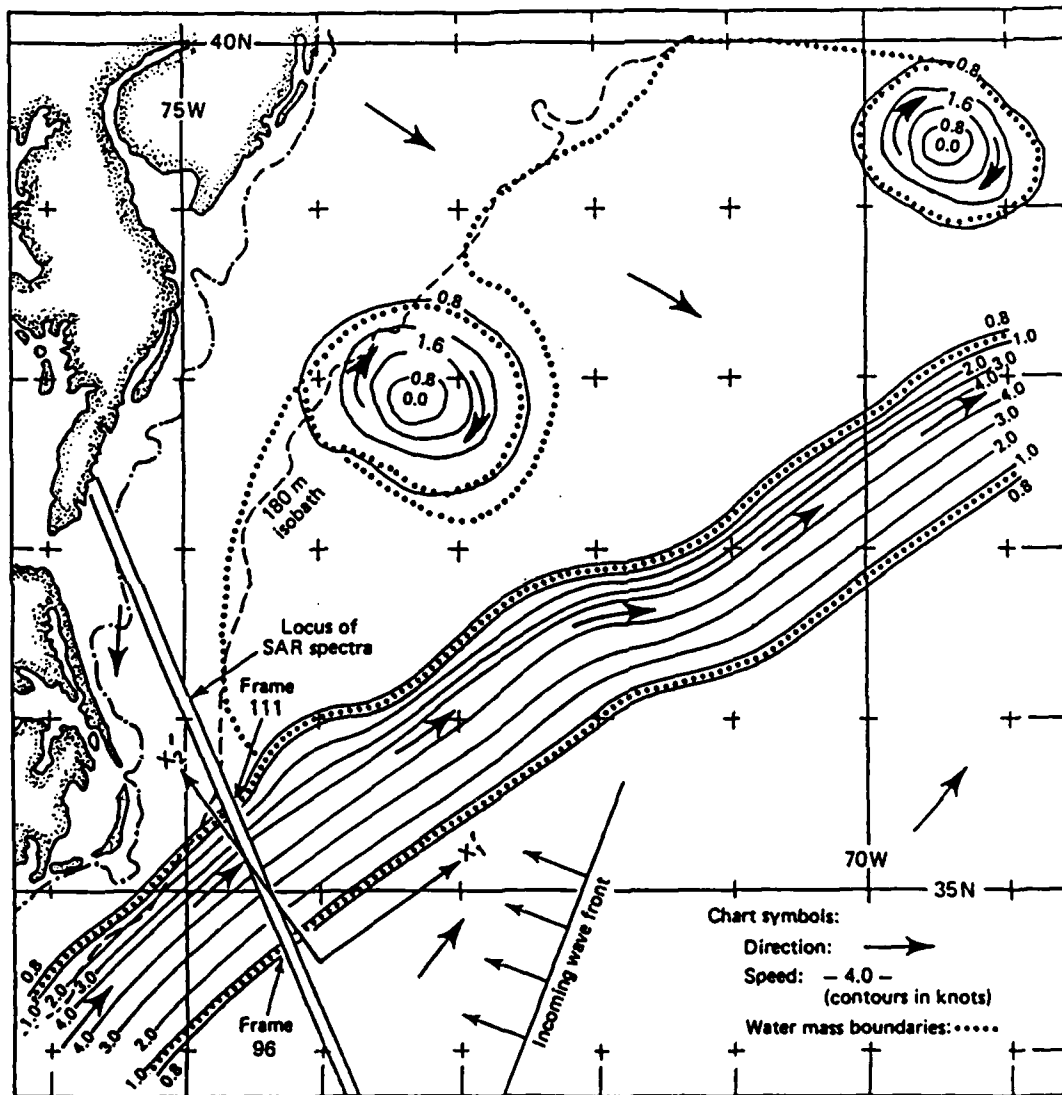 40N
75W
0.8
1.6
0.8
0.0
0.8
1.6
0.8
0.0
0.8
1.0
2.0
3.0
4.0
4.0
3.0
2.0
1.0
0.8
180 m
isobath
Locus of
SAR spectra
Frame
111
X₂'
X₁'
70W
35N
Incoming wave front
0.8
1.0
2.0
3.0
4.0
4.0
3.0
2.0
1.0
0.8
Frame
96
Chart symbols:
Direction:
Speed: – 4.0 –
(contours in knots)
Water mass boundaries: